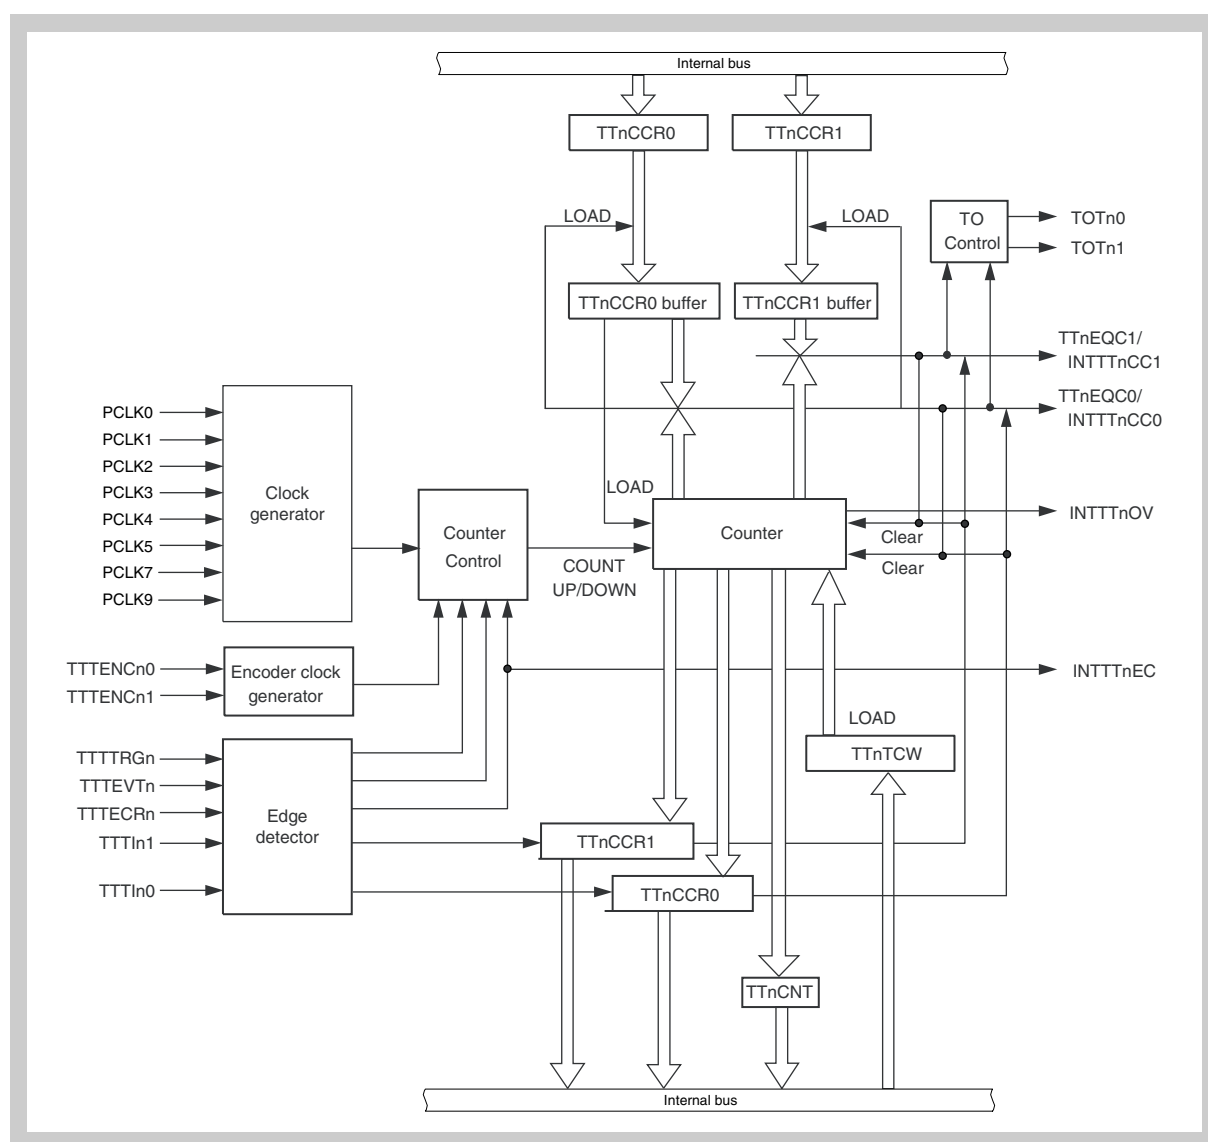 Internal bus
TTnCCR0
TTnCCR1
LOAD
LOAD
TO
Control
TOTn0
TOTn1
TTnCCR0 buffer
TTnCCR1 buffer
TTnEQC1/
INTTTnCC1
TTnEQC0/
INTTTnCC0
PCLK0
PCLK1
PCLK2
PCLK3
PCLK4
PCLK5
PCLK7
PCLK9
Clock
generator
Counter
Control
LOAD
COUNT
UP/DOWN
Counter
Clear
Clear
INTTTnOV
TTTENCn0
TTTENCn1
Encoder clock
generator
INTTTnEC
LOAD
TTnTCW
TTTTRGn
TTTEVTn
TTTECRn
TTTIn1
TTTIn0
Edge
detector
TTnCCR1
TTnCCR0
TTnCNT
Internal bus